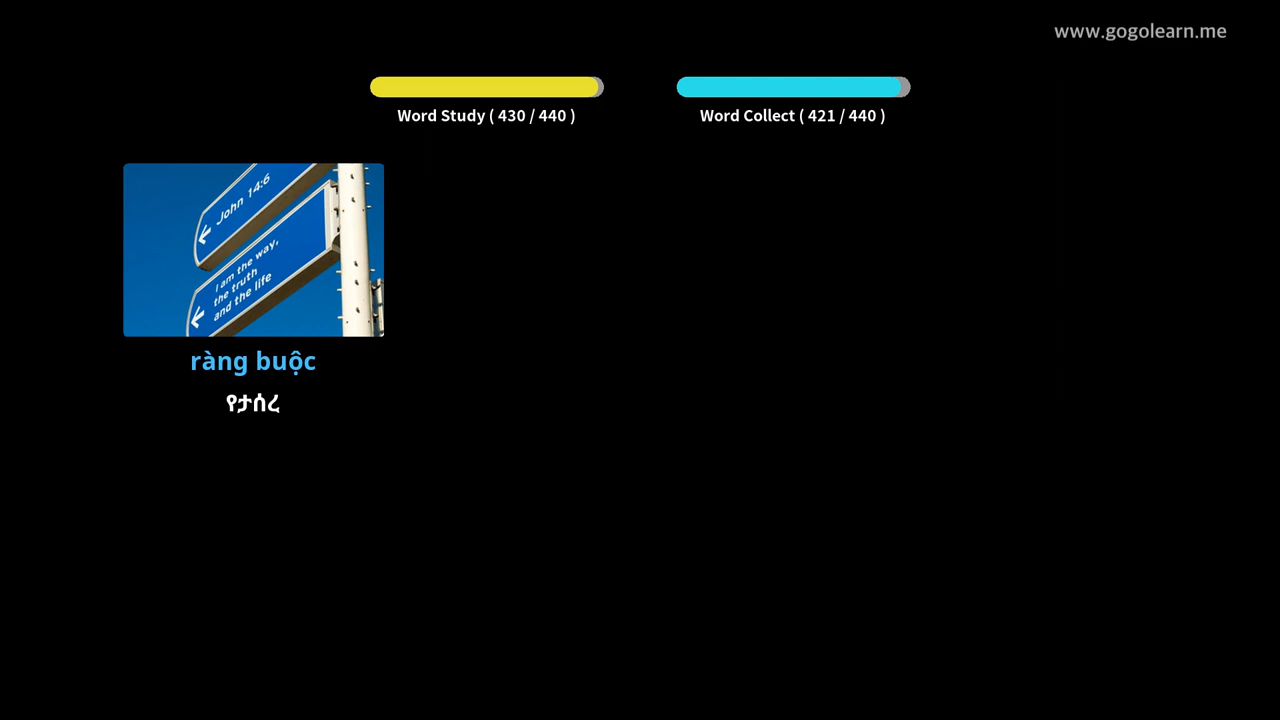 www.gogolearn.me
Word Study ( 430 / 440 )
Word Collect ( 421 / 440 )
John 14:6
I am the way,
the truth
and the life
ràng buộc
የታሰረ